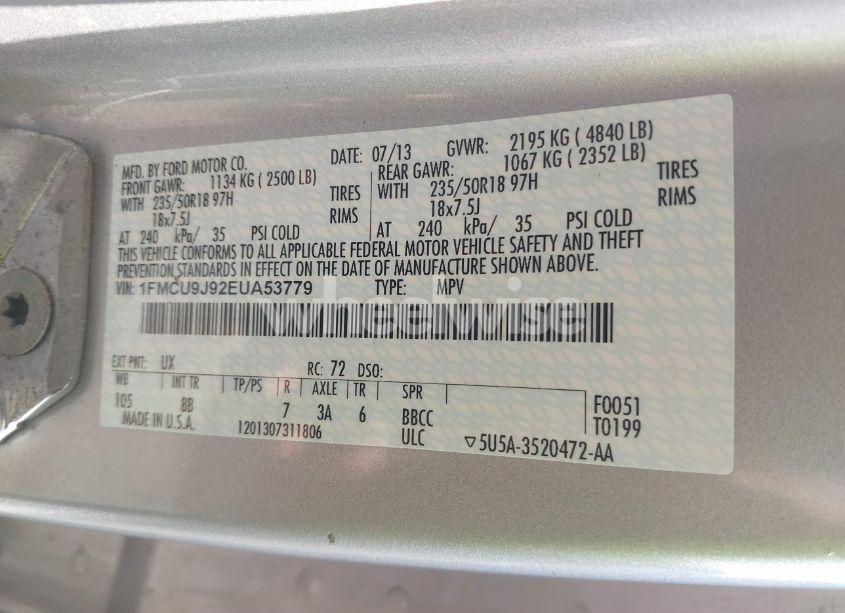 MFD. BY FORD MOTOR CO. DATE: 07/13 GVWR: 2195 KG ( 4840 LB)
FRONT GAWR: 1134 KG ( 2500 LB) REAR GAWR: 1067 KG ( 2352 LB)
WITH 235/50R18 97H TIRES WITH 235/50R18 97H TIRES
18x7.5J RIMS 18x7.5J RIMS
AT 240 kPa/ 35 PSI COLD AT 240 kPa/ 35 PSI COLD
THIS VEHICLE CONFORMS TO ALL APPLICABLE FEDERAL MOTOR VEHICLE SAFETY AND THEFT
PREVENTION STANDARDS IN EFFECT ON THE DATE OF MANUFACTURE SHOWN ABOVE.
VIN: 1FMCU9J92EUA53779 TYPE: MPV
wheelwise
EXT PNT: UX RC: 72 DSO:
WB INT TR TP/PS R AXLE TR SPR
105 8B 7 3A 6 BBCC F0051
MADE IN U.S.A. 1201307311806 ULC ▽5U5A-3520472-AA T0199